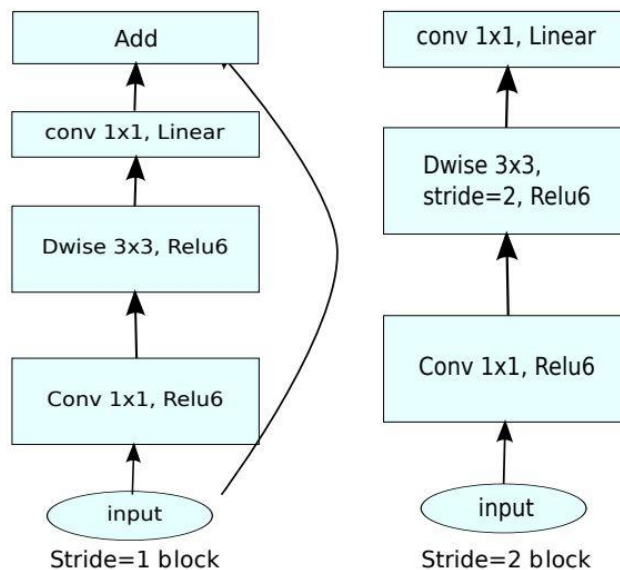 Add
conv 1x1, Linear
Dwise 3x3, Relu6
Conv 1x1, Relu6
input
Stride=1 block
conv 1x1, Linear
Dwise 3x3,
stride=2, Relu6
Conv 1x1, Relu6
input
Stride=2 block